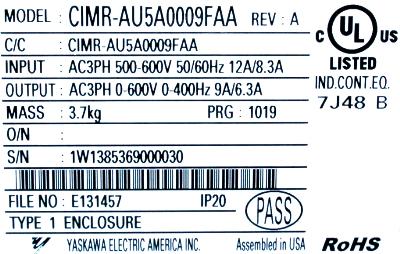 MODEL : CIMR-AU5A0009FAA REV : A
C/C : CIMR-AU5A0009FAA
INPUT : AC3PH 500-600V 50/60Hz 12A/8.3A
OUTPUT : AC3PH 0-600V 0-400Hz 9A/6.3A
MASS : 3.7kg PRG : 1019
O/N :
S/N : 1W1385369000030
FILE NO : E131457 IP20
TYPE 1 ENCLOSURE
PASS
YASKAWA ELECTRIC AMERICA INC. Assembled in USA
C UL US
LISTED
IND.CONT.EQ.
7J48 B
RoHS